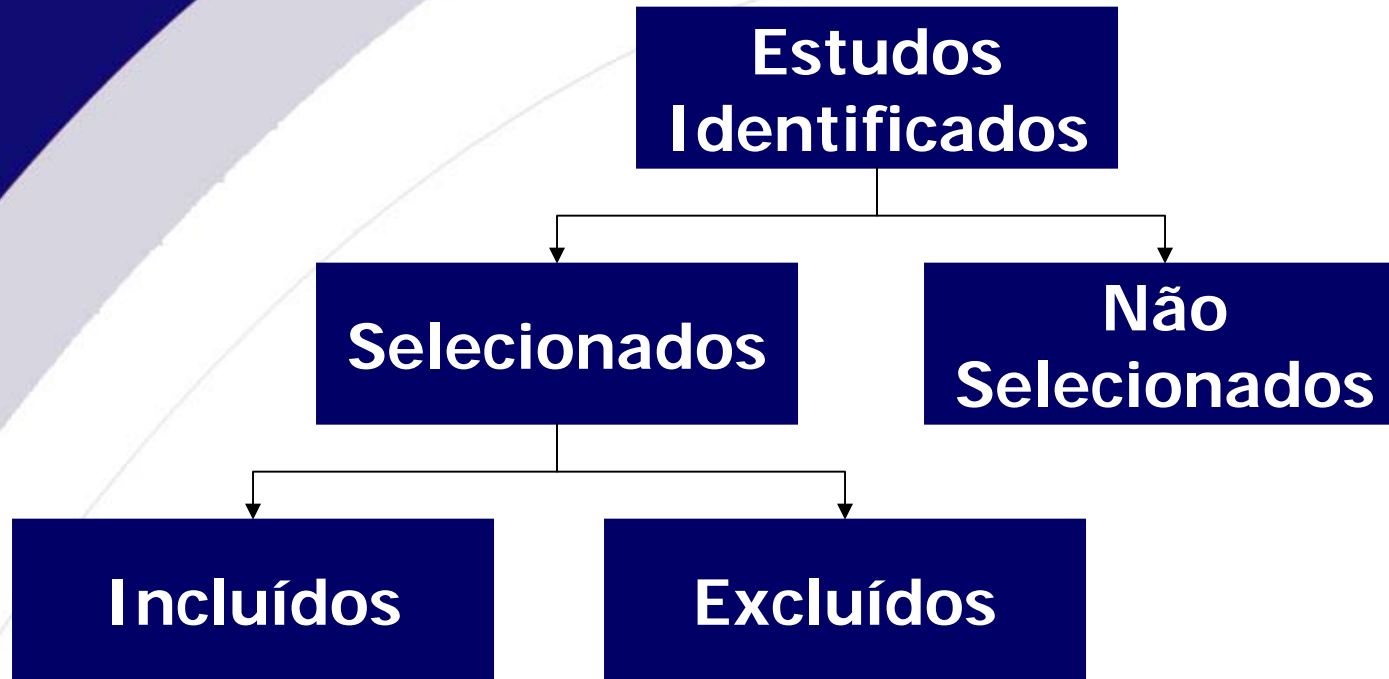 Estudos
Identificados
Selecionados
Não
Selecionados
Incluídos
Excluídos